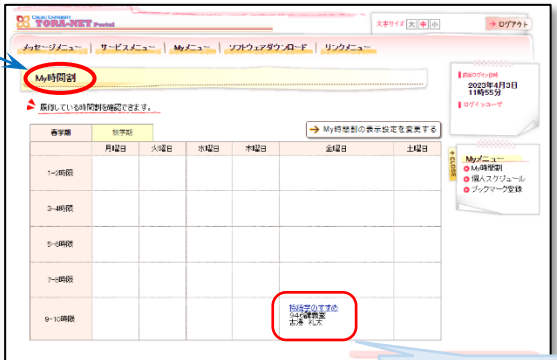 CHUBU UNIVERSITY
TORA-NET Portal
文字サイズ 大 中 小
ログアウト
メッセージメニュー サービスメニュー Myメニュー ソフトウェアダウンロード リンクメニュー
My時間割
履修している時間割を確認できます。
春学期 秋学期
My時間割の表示設定を変更する
月曜日 火曜日 水曜日 木曜日 金曜日 土曜日
1-2時限
3-4時限
5-6時限
7-8時限
9-10時限
946講義室
CLOSE
前回ログイン日時
2023年4月3日
11時55分
ログインユーザ
Myメニュー
My時間割
個人スケジュール
ブックマーク登録